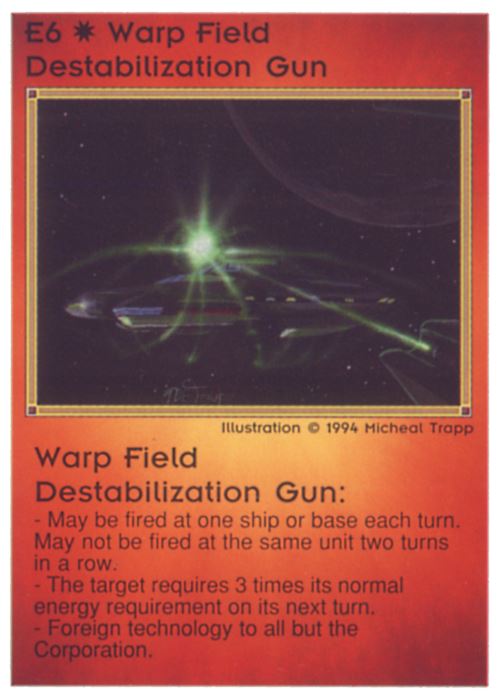 E6 ✷ Warp Field
Destabilization Gun
Illustration © 1994 Micheal Trapp
Warp Field
Destabilization Gun:
- May be fired at one ship or base each turn.
May not be fired at the same unit two turns
in a row.
- The target requires 3 times its normal
energy requirement on its next turn.
- Foreign technology to all but the
Corporation.